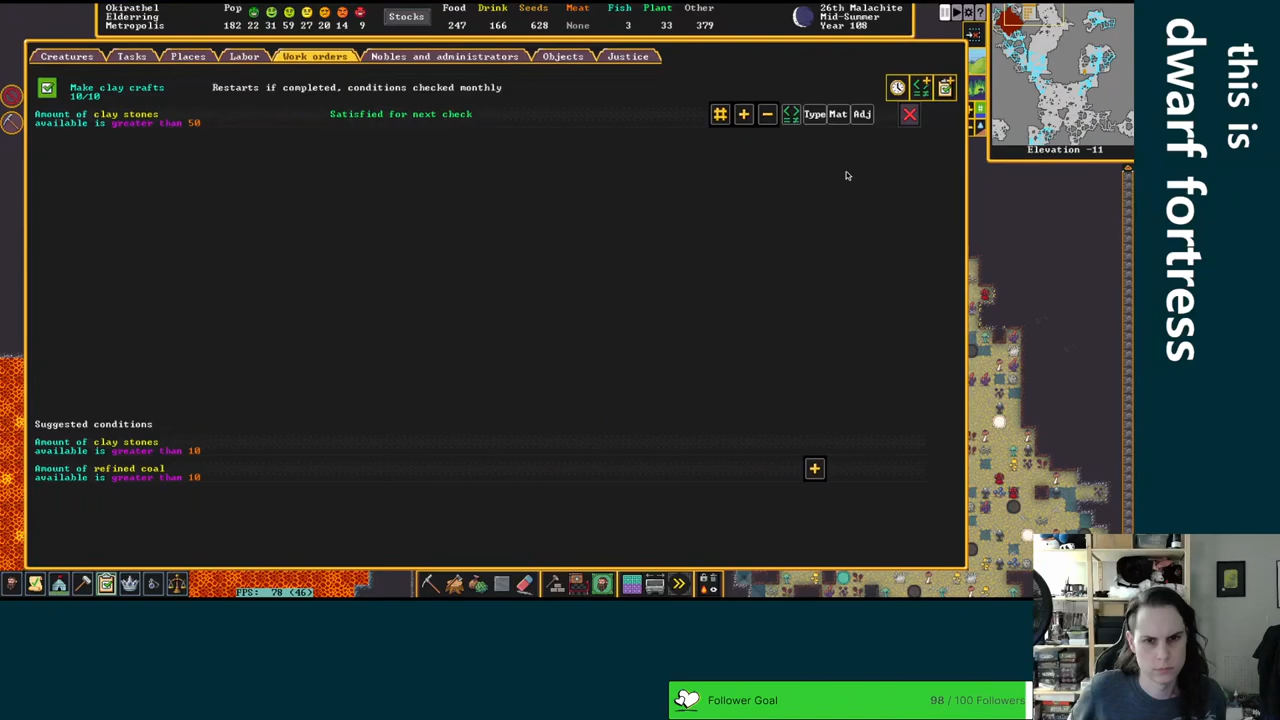 Okirathel
Elderring
Metropolis
Pop
182 22 31 59 27 20 14 9
Stocks
Food Drink Seeds Meat Fish Plant Other
247 166 628 None 3 33 379
26th Malachite
Mid-Summer
Year 108
Creatures Tasks Places Labor Work orders Nobles and administrators Objects Justice
Make clay crafts
10/10
Restarts if completed, conditions checked monthly
Amount of clay stones
available is greater than 50
Satisfied for next check
Type Mat Adj
Elevation -11
this is
dwarf fortress
Suggested conditions
Amount of clay stones
available is greater than 10
Amount of refined coal
available is greater than 10
FPS: 78 (46)
Follower Goal
98 / 100 Followers